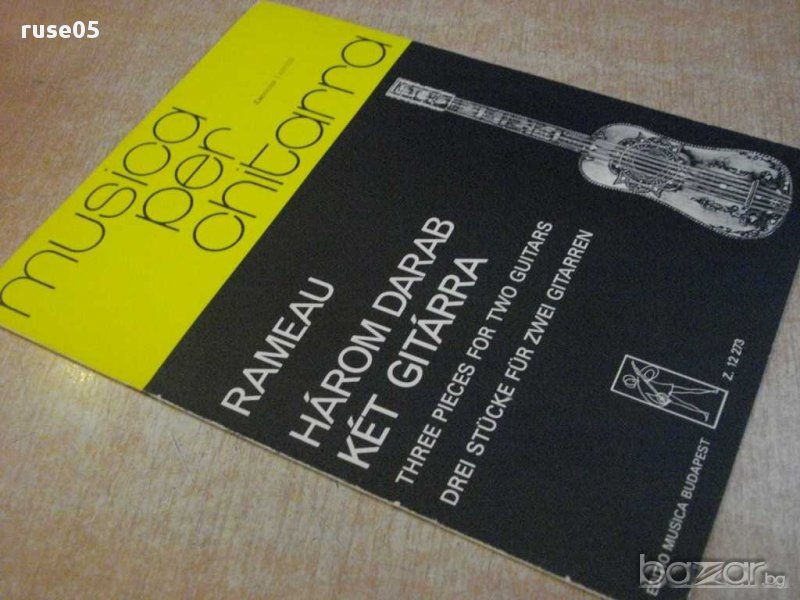 ruse05
musica
per
chitarra
RAMEAU
HÁROM DARAB
KÉT GITÁRRA
THREE PIECES FOR TWO GUITARS
DREI STÜCKE FÜR ZWEI GITARREN
Z. 12 273
EDITIO MUSICA BUDAPEST
bazar.bg